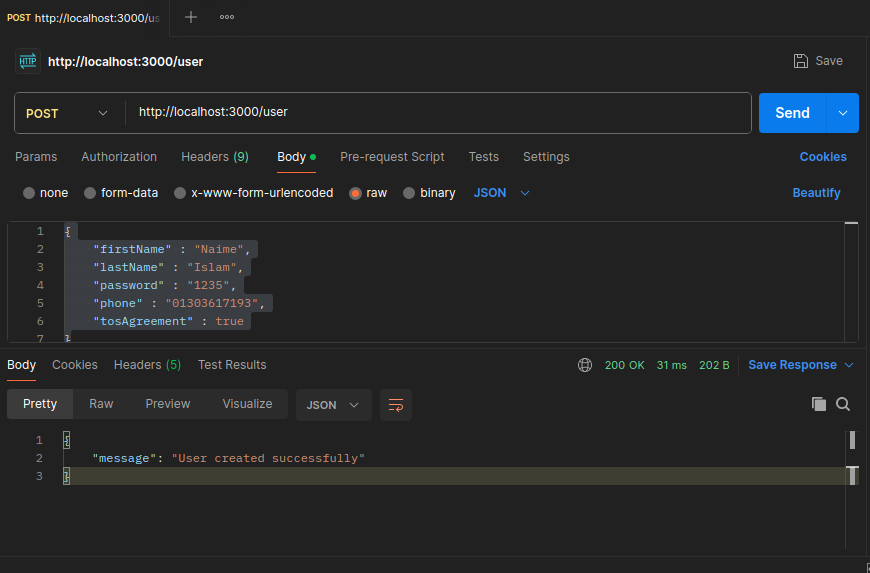 POST http://localhost:3000/us
HTTP http://localhost:3000/user Save
POST http://localhost:3000/user Send
Params Authorization Headers (9) Body Pre-request Script Tests Settings Cookies
none form-data x-www-form-urlencoded raw binary JSON Beautify
1 {
2 "firstName" : "Naime",
3 "lastName" : "Islam",
4 "password" : "1235",
5 "phone" : "01303617193",
6 "tosAgreement" : true
7 }
Body Cookies Headers (5) Test Results 200 OK 31 ms 202 B Save Response
Pretty Raw Preview Visualize JSON
1 {
2 "message": "User created successfully"
3 }